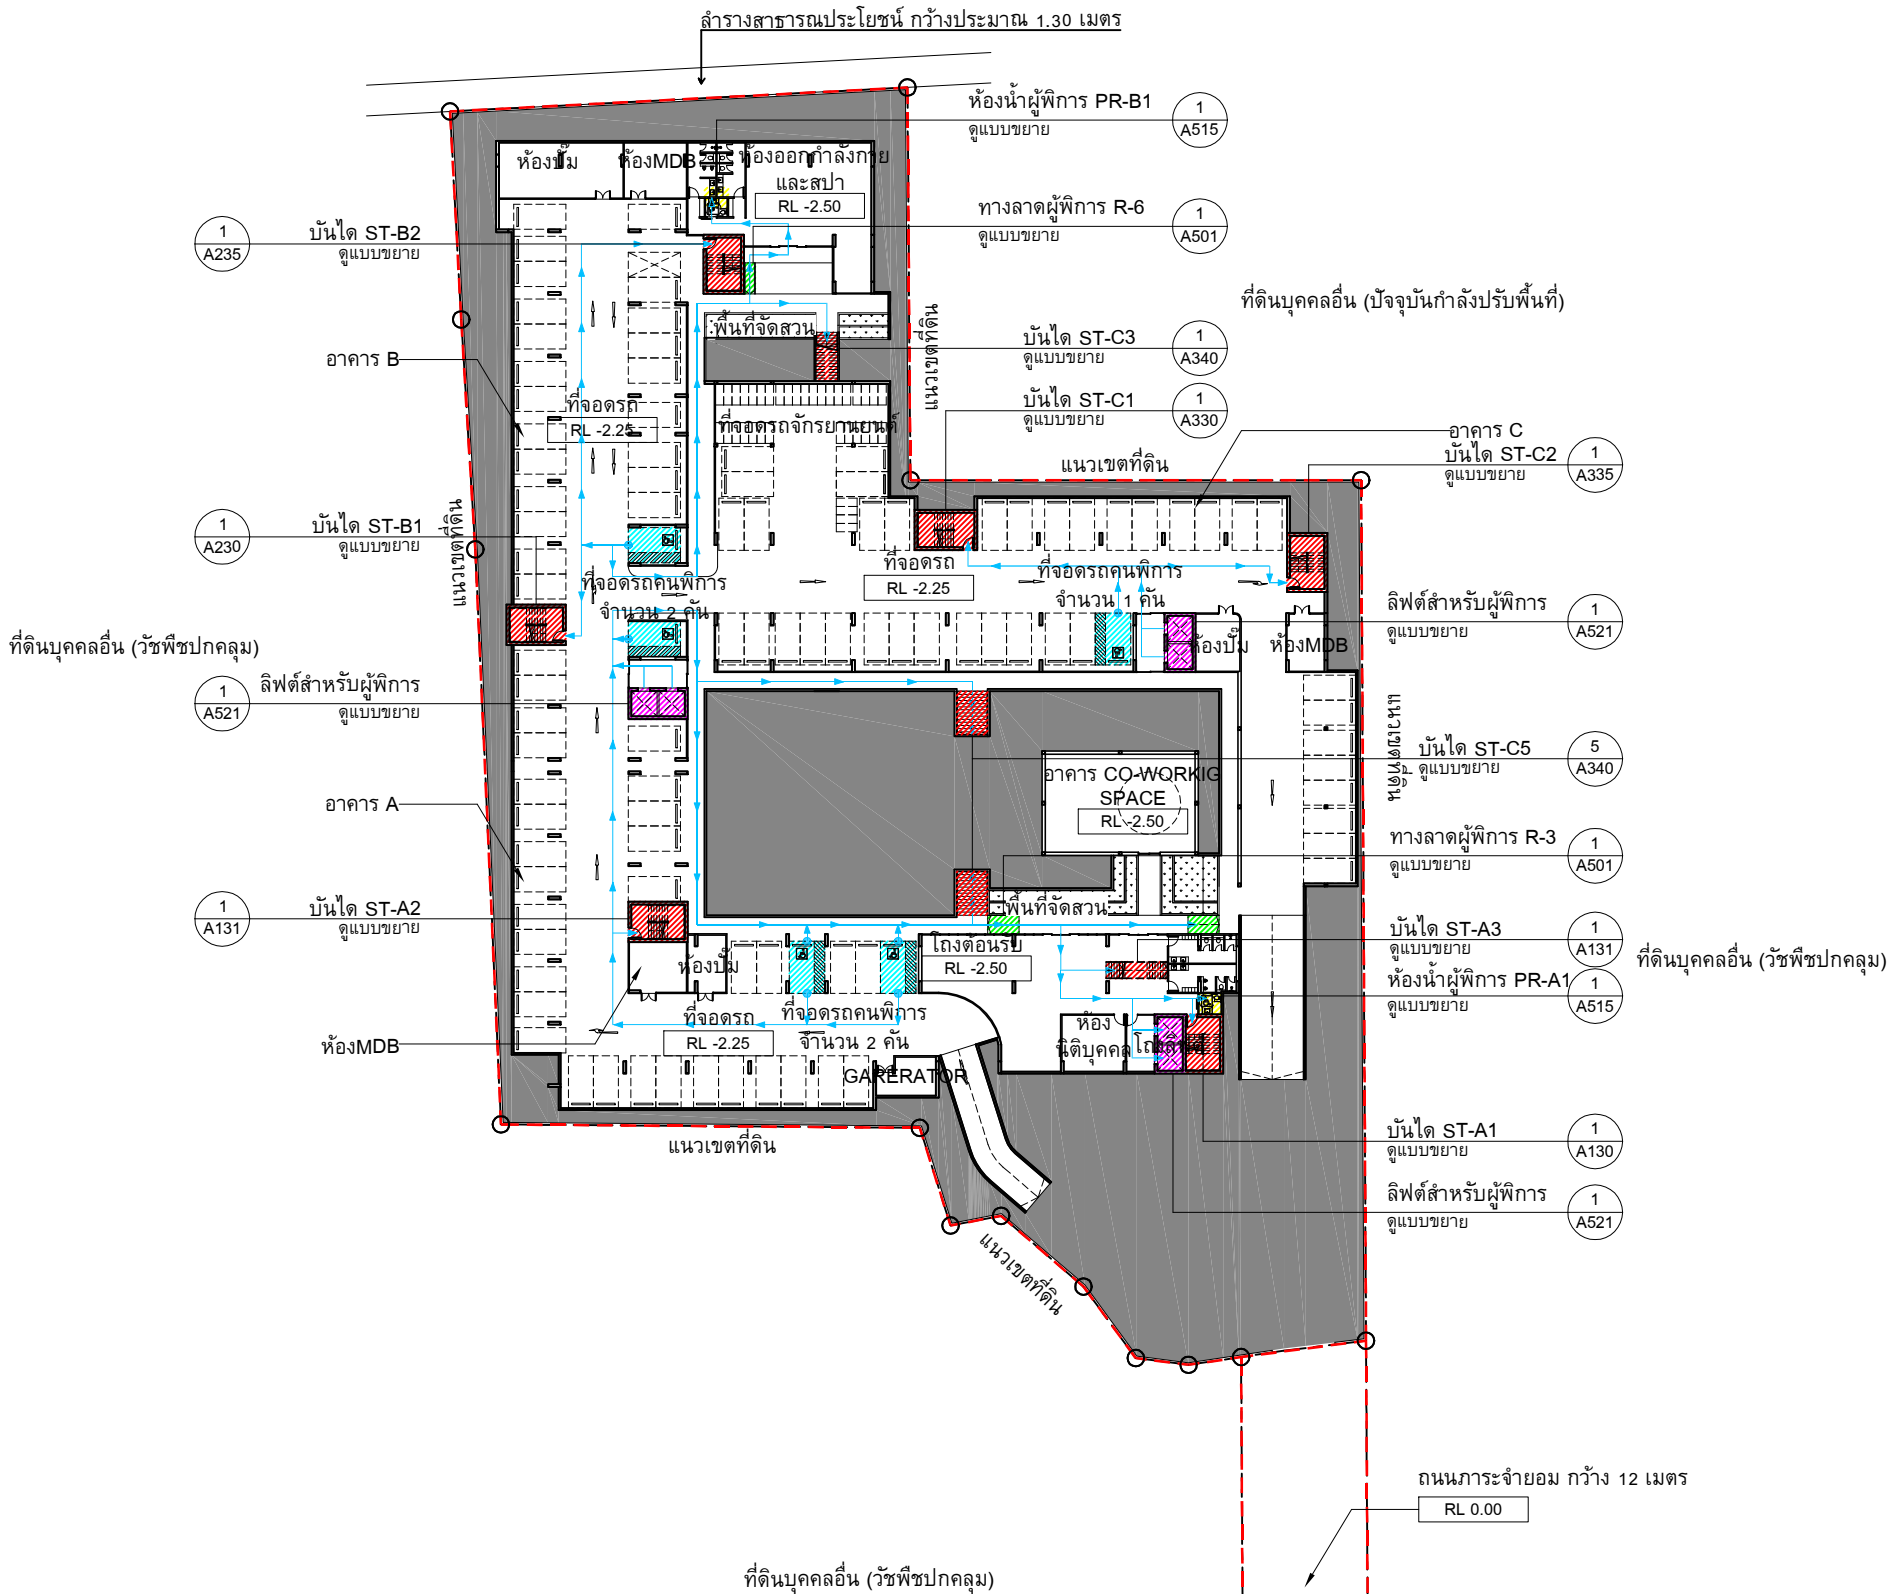 ลำรางสาธารณประโยชน์ กว้างประมาณ 1.30 เมตร
ห้องน้ำผู้พิการ PR-B1
ดูแบบขยาย
1
A515
ห้องปั๊ม
ห้องMDB
ห้องออกกำลังกาย
และสปา
RL -2.50
ทางลาดผู้พิการ R-6
ดูแบบขยาย
1
A501
1
A235
บันได ST-B2
ดูแบบขยาย
ที่ดินบุคคลอื่น (ปัจจุบันกำลังปรับพื้นที่)
แนวเขตที่ดิน
พื้นที่จัดสวน
บันได ST-C3
ดูแบบขยาย
1
A340
อาคาร B
บันได ST-C1
ดูแบบขยาย
1
A330
ที่จอดรถ
RL -2.25
ที่จอดรถจักรยานยนต์
อาคาร C
บันได ST-C2
ดูแบบขยาย
1
A335
แนวเขตที่ดิน
แนวเขตที่ดิน
1
A230
บันได ST-B1
ดูแบบขยาย
ที่จอดรถคนพิการ
จำนวน 2 คัน
ที่จอดรถ
RL -2.25
ที่จอดรถคนพิการ
จำนวน 1 คัน
ลิฟต์สำหรับผู้พิการ
ดูแบบขยาย
1
A521
ห้องปั๊ม
ห้องMDB
ที่ดินบุคคลอื่น (วัชพืชปกคลุม)
1
A521
ลิฟต์สำหรับผู้พิการ
ดูแบบขยาย
แนวเขตที่ดิน
บันได ST-C5
ดูแบบขยาย
5
A340
อาคาร CO-WORKIG
SPACE
RL -2.50
อาคาร A
ทางลาดผู้พิการ R-3
ดูแบบขยาย
1
A501
1
A131
บันได ST-A2
ดูแบบขยาย
พื้นที่จัดสวน
โถงต้อนรับ
RL -2.50
บันได ST-A3
ดูแบบขยาย
1
A131
ที่ดินบุคคลอื่น (วัชพืชปกคลุม)
ห้องปั๊ม
ห้องน้ำผู้พิการ PR-A1
ดูแบบขยาย
1
A515
ห้องMDB
ที่จอดรถ
RL -2.25
ที่จอดรถคนพิการ
จำนวน 2 คัน
ห้อง
นิติบุคคล
โถงลิฟต์
GARERATOR
แนวเขตที่ดิน
บันได ST-A1
ดูแบบขยาย
1
A130
ลิฟต์สำหรับผู้พิการ
ดูแบบขยาย
1
A521
แนวเขตที่ดิน
ถนนภาระจำยอม กว้าง 12 เมตร
RL 0.00
ที่ดินบุคคลอื่น (วัชพืชปกคลุม)